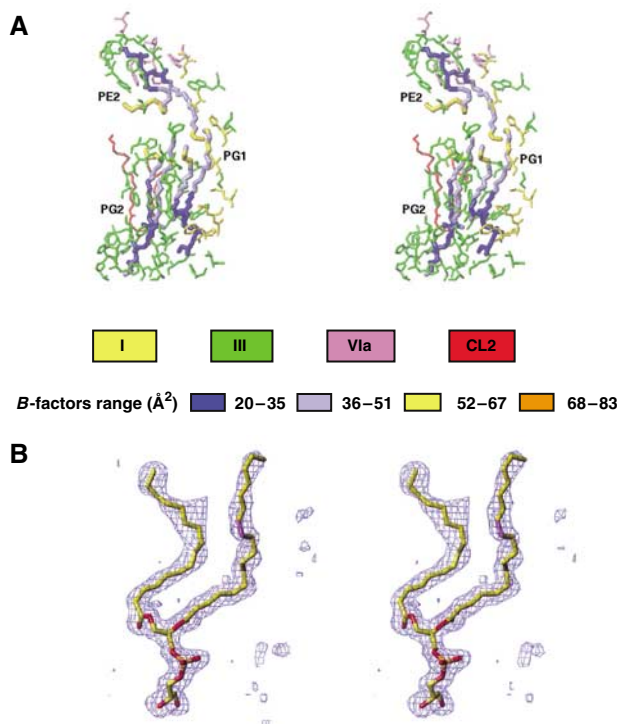 A
PE2 PE2
PG1 PG1
PG2 PG2
I III VIa CL2
B-factors range (Å²) 20–35 36–51 52–67 68–83
B